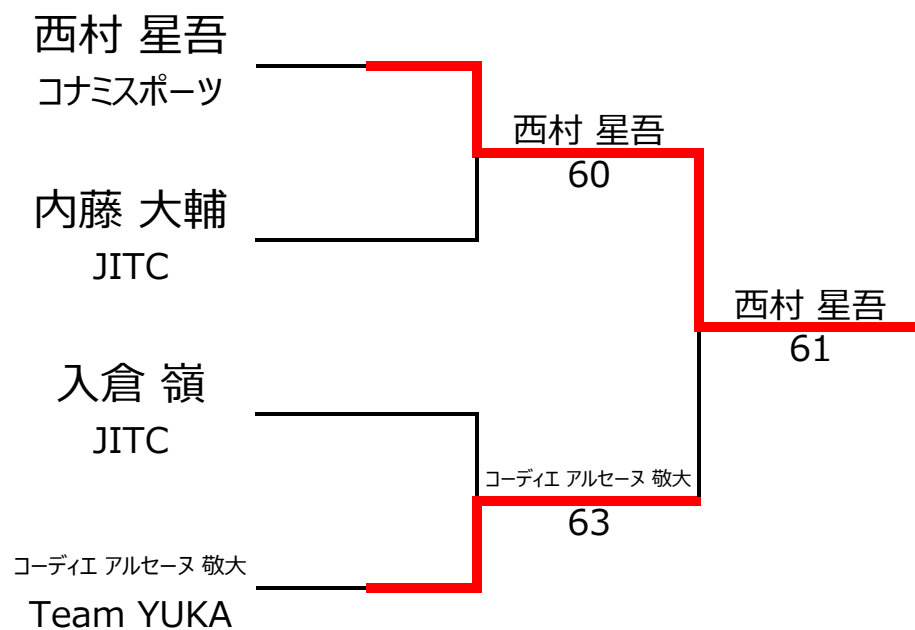 西村 星吾
コナミスポーツ
西村 星吾
60
内藤 大輔
JITC
西村 星吾
61
入倉 嶺
JITC
コーディエ アルセーヌ 敬大
63
コーディエ アルセーヌ 敬大
Team YUKA